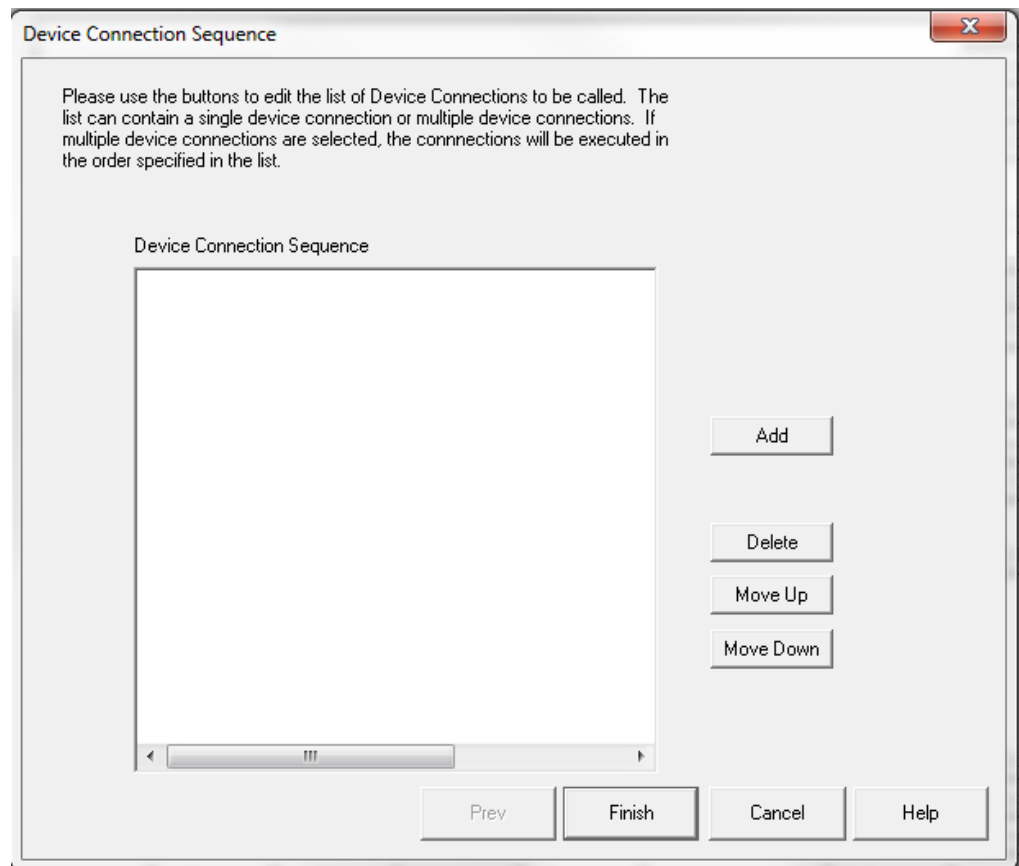 Device Connection Sequence
Please use the buttons to edit the list of Device Connections to be called.  The
list can contain a single device connection or multiple device connections.  If
multiple device connections are selected, the connnections will be executed in
the order specified in the list.
Device Connection Sequence
Add
Delete
Move Up
Move Down
Prev
Finish
Cancel
Help